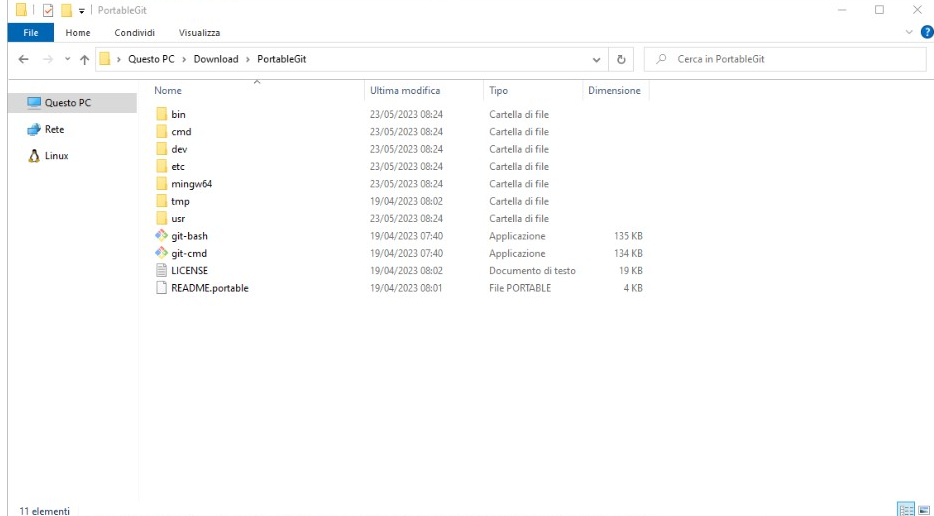 PortableGit
File Home Condividi Visualizza
Questo PC > Download > PortableGit
Cerca in PortableGit
Questo PC
Rete
Linux
Nome Ultima modifica Tipo Dimensione
bin 23/05/2023 08:24 Cartella di file
cmd 23/05/2023 08:24 Cartella di file
dev 23/05/2023 08:24 Cartella di file
etc 23/05/2023 08:24 Cartella di file
mingw64 23/05/2023 08:24 Cartella di file
tmp 19/04/2023 08:02 Cartella di file
usr 23/05/2023 08:24 Cartella di file
git-bash 19/04/2023 07:40 Applicazione 135 KB
git-cmd 19/04/2023 07:40 Applicazione 134 KB
LICENSE 19/04/2023 08:02 Documento di testo 19 KB
README.portable 19/04/2023 08:01 File PORTABLE 4 KB
11 elementi